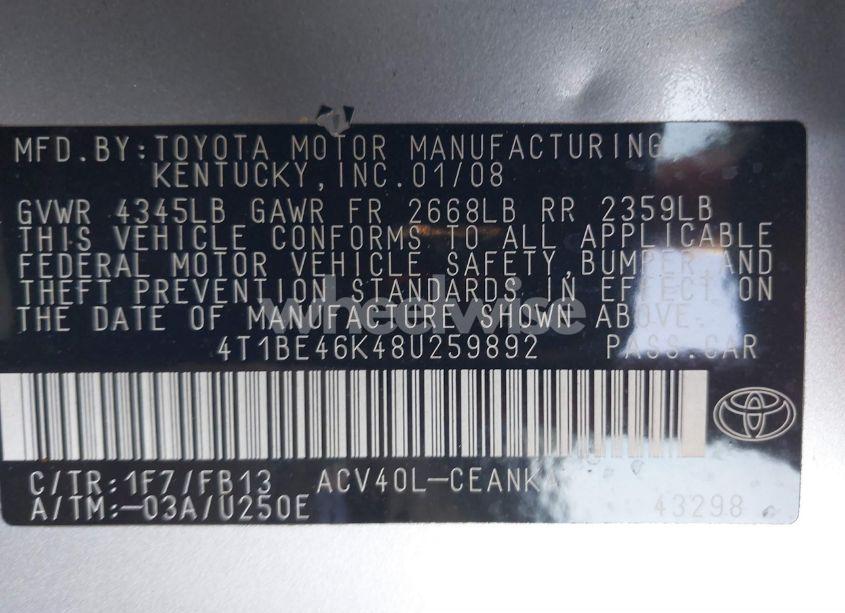 MFD.BY:TOYOTA MOTOR MANUFACTURING
KENTUCKY,INC.01/08
GVWR 4345LB GAWR FR 2668LB RR 2359LB
THIS VEHICLE CONFORMS TO ALL APPLICABLE
FEDERAL MOTOR VEHICLE SAFETY,BUMPER AND
THEFT PREVENTION STANDARDS IN EFFECT ON
THE DATE OF MANUFACTURE SHOWN ABOVE.
wheelwise
4T1BE46K48U259892 PASS.CAR
C/TR:1F7/FB13 ACV40L-CEANKA
A/TM:-03A/U250E 43298